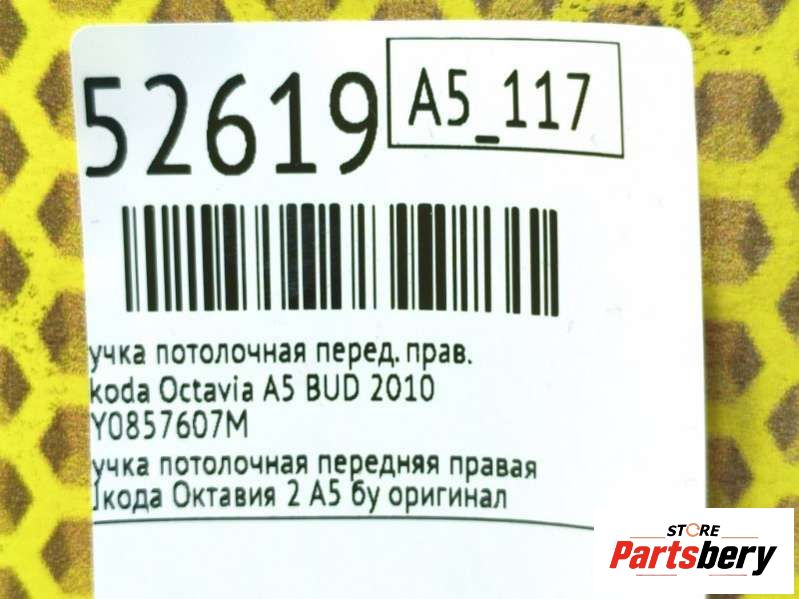 52619
A5_117
учка потолочная перед. прав.
koda Octavia A5 BUD 2010
Y0857607M
учка потолочная передняя правая
кода Октавия 2 А5 бу оригинал
STORE
Partsbery